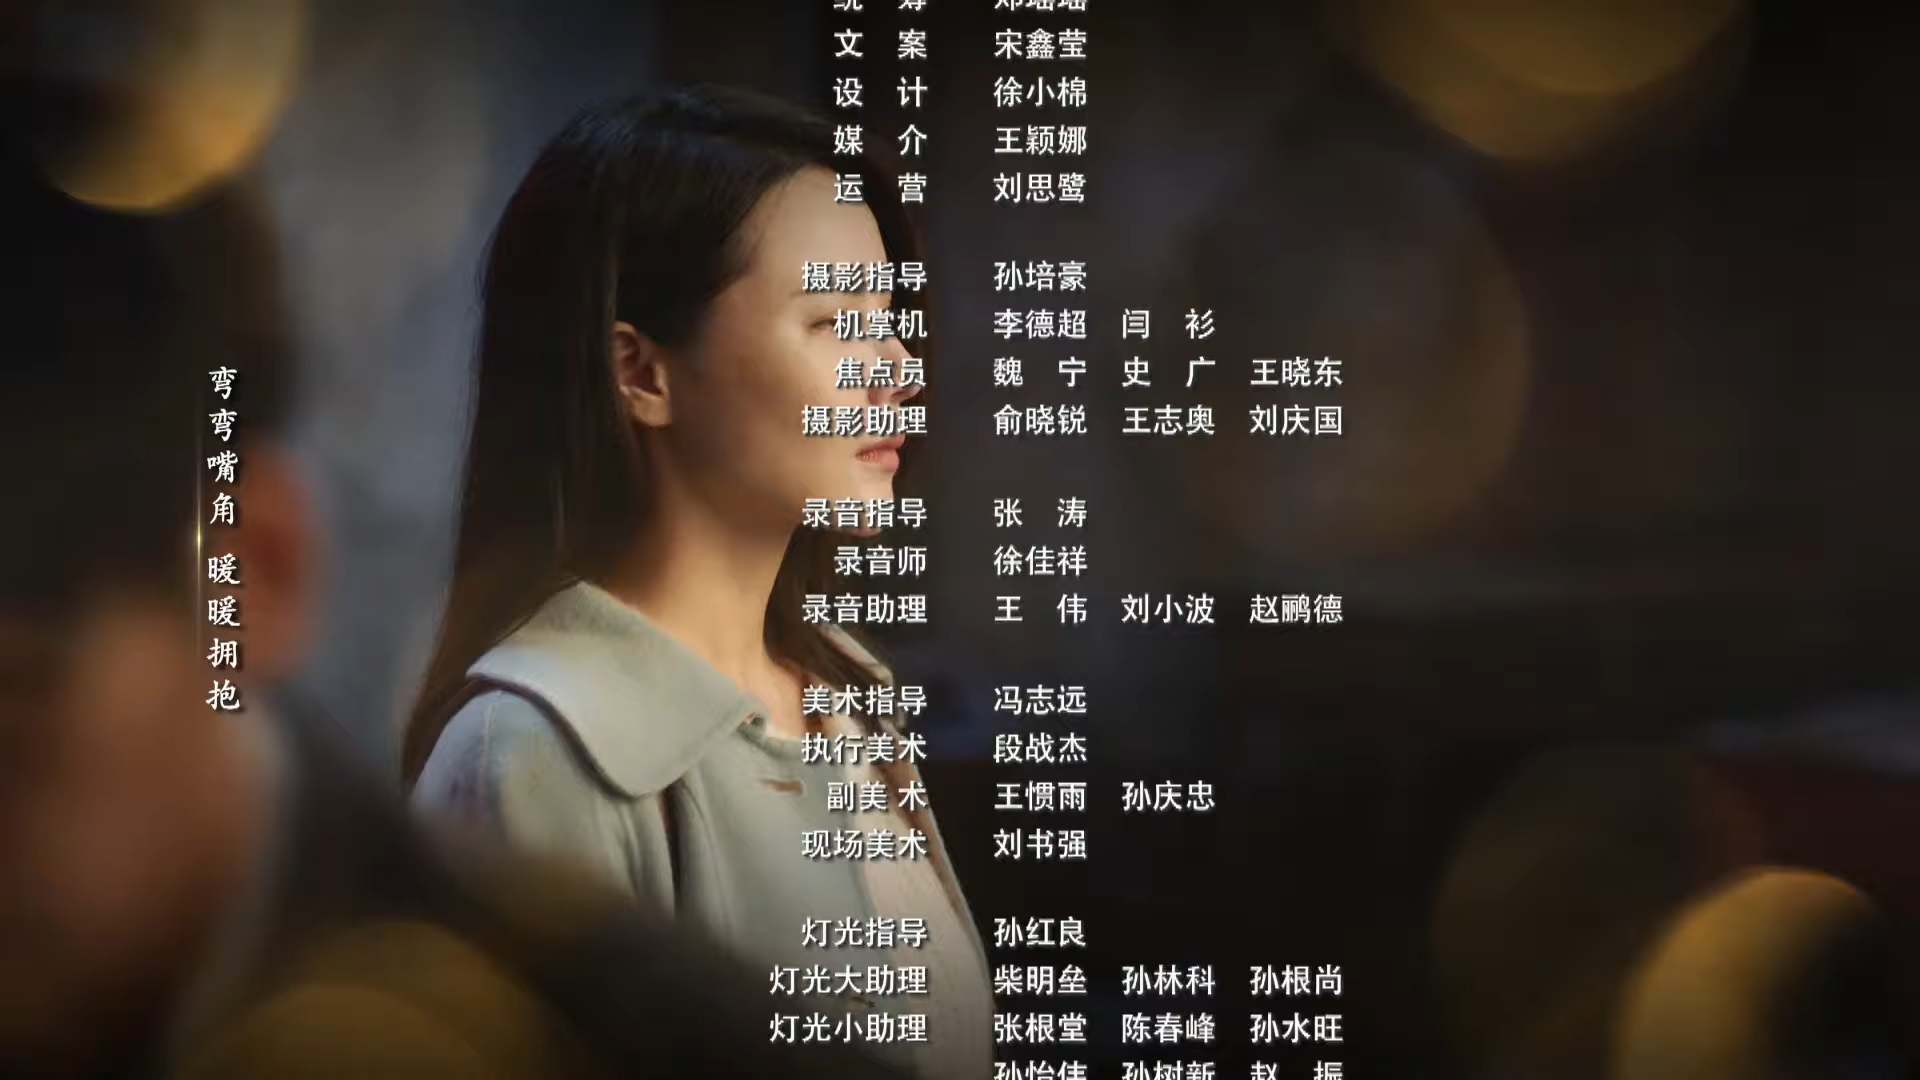 文 案 宋鑫莹
设 计 徐小棉
媒 介 王颖娜
运 营 刘思鹭
摄影指导 孙培豪
机掌机 李德超 闫 衫
焦点员 魏 宁 史 广 王晓东
摄影助理 俞晓锐 王志奥 刘庆国
录音指导 张 涛
录音师 徐佳祥
录音助理 王 伟 刘小波 赵鹂德
美术指导 冯志远
执行美术 段战杰
副美 术 王惯雨 孙庆忠
现场美术 刘书强
灯光指导 孙红良
灯光大助理 柴明垒 孙林科 孙根尚
灯光小助理 张根堂 陈春峰 孙水旺
孙怡伟 孙树新 赵 振
弯弯嘴角 暖暖拥抱